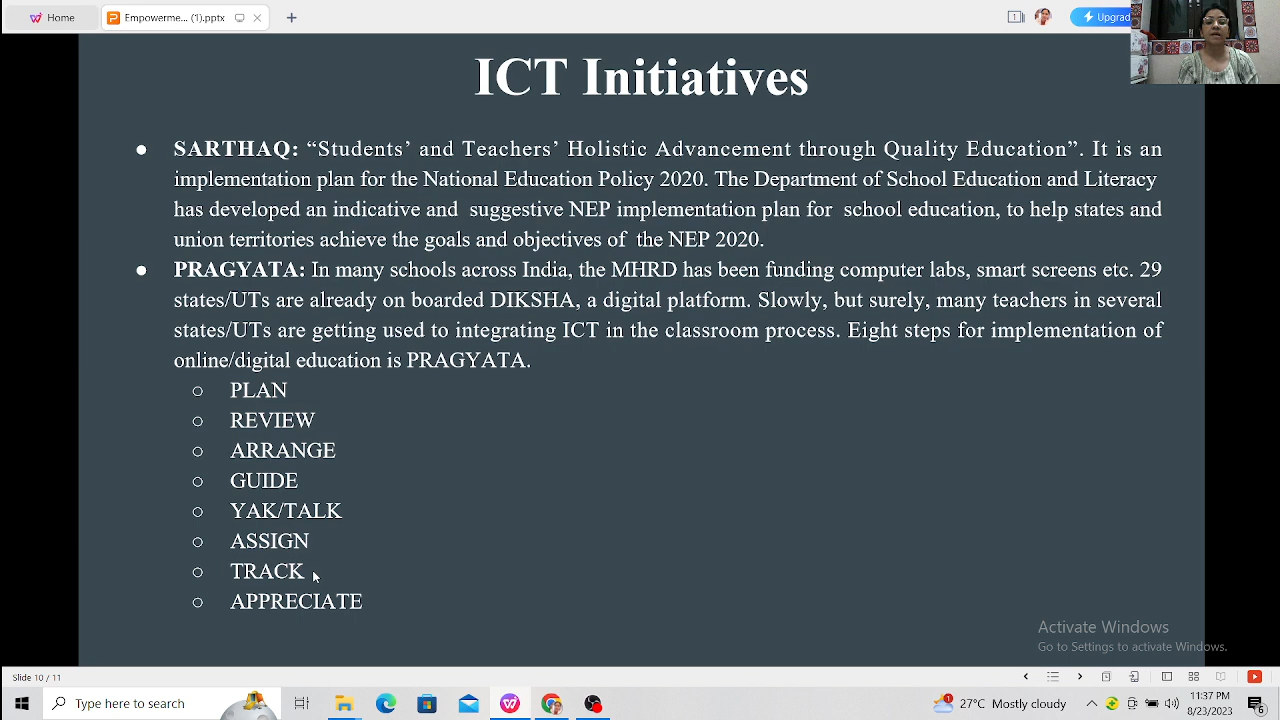 Home
Empowerme... (1).pptx
Upgrad
ICT Initiatives
SARTHAQ: “Students’ and Teachers’ Holistic Advancement through Quality Education”. It is an
implementation plan for the National Education Policy 2020. The Department of School Education and Literacy
has developed an indicative and suggestive NEP implementation plan for school education, to help states and
union territories achieve the goals and objectives of the NEP 2020.
PRAGYATA: In many schools across India, the MHRD has been funding computer labs, smart screens etc. 29
states/UTs are already on boarded DIKSHA, a digital platform. Slowly, but surely, many teachers in several
states/UTs are getting used to integrating ICT in the classroom process. Eight steps for implementation of
online/digital education is PRAGYATA.
PLAN
REVIEW
ARRANGE
GUIDE
YAK/TALK
ASSIGN
TRACK
APPRECIATE
Activate Windows
Go to Settings to activate Windows.
Slide 10 / 11
Type here to search
27°C Mostly cloudy
11:37 PM
8/23/2023